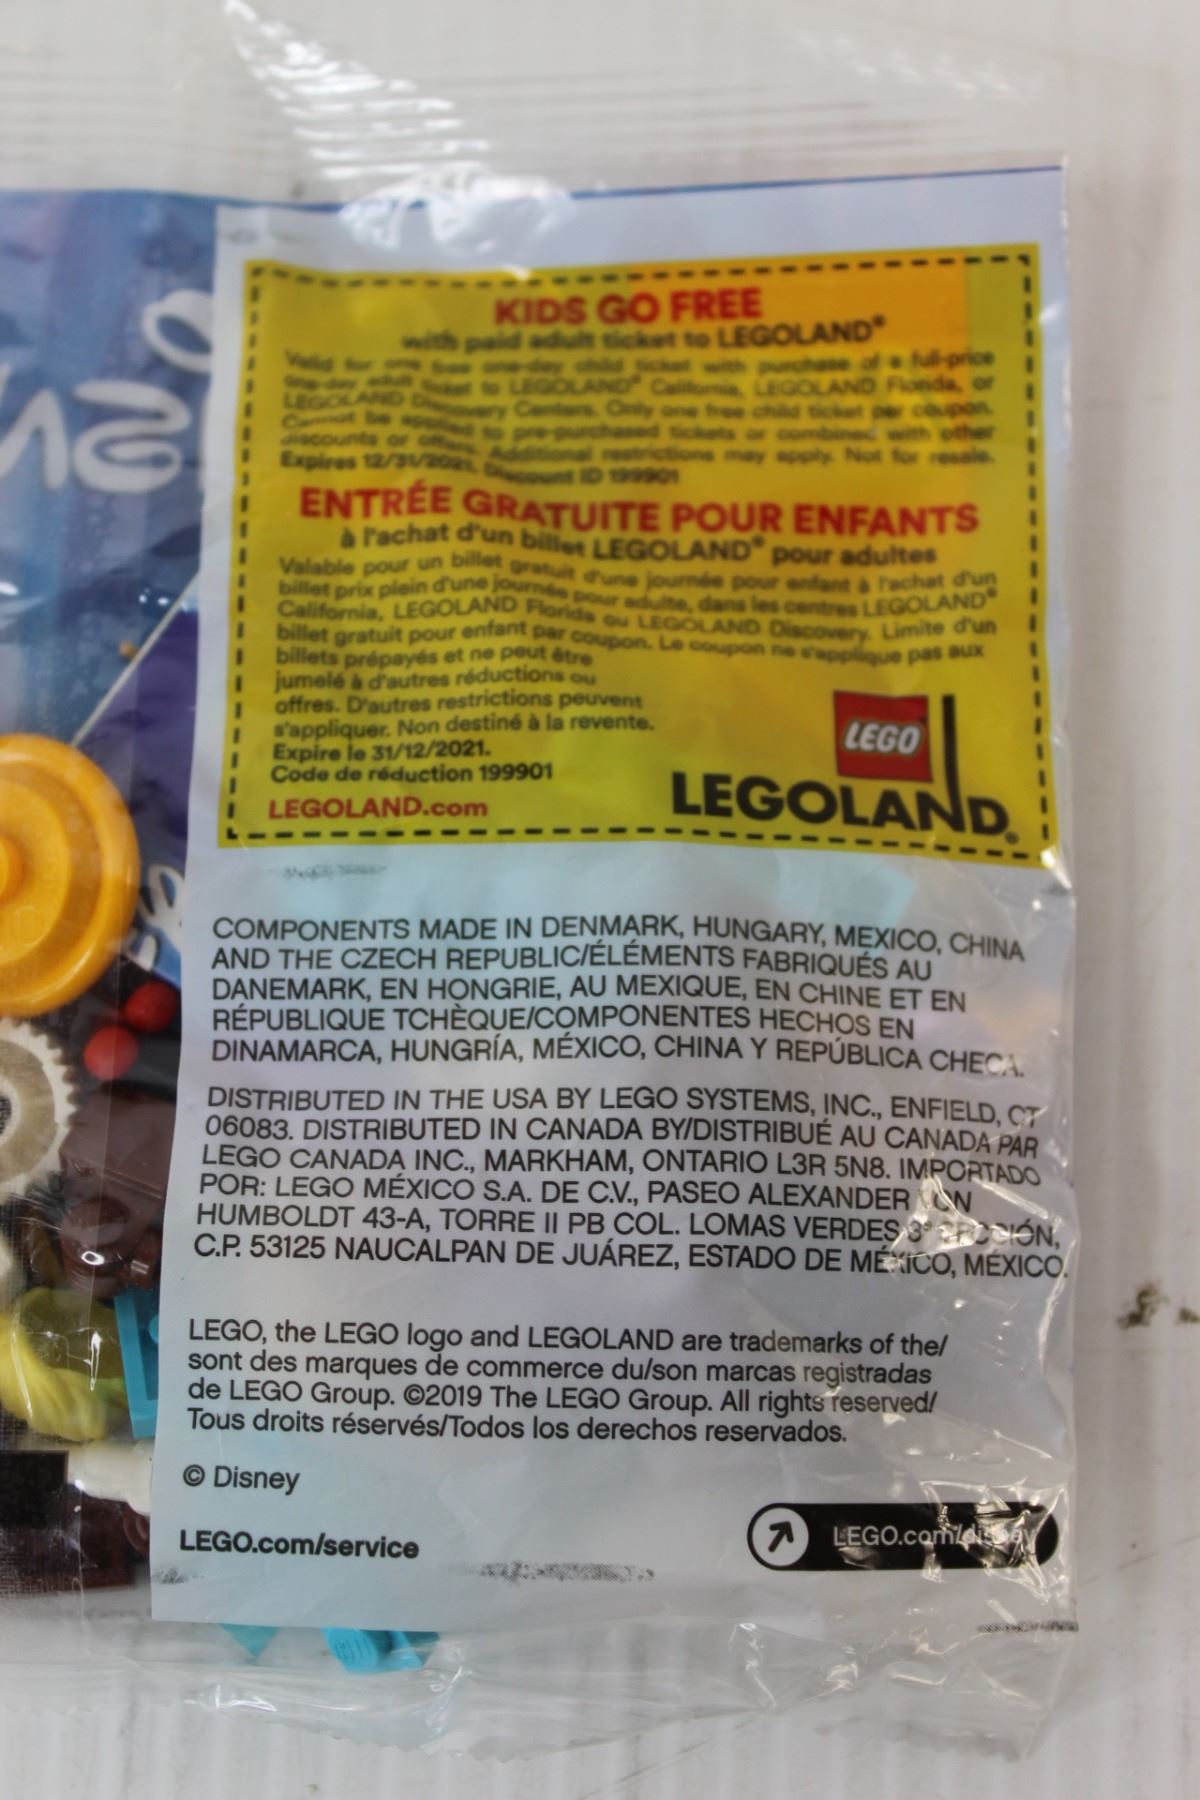 KIDS GO FREE
with paid adult ticket to LEGOLAND®
Valid for one free one-day child ticket with purchase of a full-price
one-day adult ticket to LEGOLAND® California, LEGOLAND Florida, or
LEGOLAND Discovery Centers. Only one free child ticket per coupon.
Cannot be applied to pre-purchased tickets or combined with other
discounts or offers. Additional restrictions may apply. Not for resale.
Expires 12/31/2021. Discount ID 199901
ENTRÉE GRATUITE POUR ENFANTS
à l'achat d'un billet LEGOLAND® pour adultes
Valable pour un billet gratuit d'une journée pour enfant à l'achat d'un
billet prix plein d'une journée pour adulte, dans les centres LEGOLAND®
California, LEGOLAND Florida ou LEGOLAND Discovery. Limite d'un
billet gratuit pour enfant par coupon. Le coupon ne s'applique pas aux
billets prépayés et ne peut être
jumelé à d'autres réductions ou
offres. D'autres restrictions peuvent
s'appliquer. Non destiné à la revente.
Expire le 31/12/2021.
Code de réduction 199901
LEGOLAND.com
LEGO
LEGOLAND®
COMPONENTS MADE IN DENMARK, HUNGARY, MEXICO, CHINA
AND THE CZECH REPUBLIC/ÉLÉMENTS FABRIQUÉS AU
DANEMARK, EN HONGRIE, AU MEXIQUE, EN CHINE ET EN
RÉPUBLIQUE TCHÈQUE/COMPONENTES HECHOS EN
DINAMARCA, HUNGRÍA, MÉXICO, CHINA Y REPÚBLICA CHECA.
DISTRIBUTED IN THE USA BY LEGO SYSTEMS, INC., ENFIELD, CT
06083. DISTRIBUTED IN CANADA BY/DISTRIBUÉ AU CANADA PAR
LEGO CANADA INC., MARKHAM, ONTARIO L3R 5N8. IMPORTADO
POR: LEGO MÉXICO S.A. DE C.V., PASEO ALEXANDER VON
HUMBOLDT 43-A, TORRE II PB COL. LOMAS VERDES 3ª SECCIÓN,
C.P. 53125 NAUCALPAN DE JUÁREZ, ESTADO DE MÉXICO, MÉXICO.
LEGO, the LEGO logo and LEGOLAND are trademarks of the/
sont des marques de commerce du/son marcas registradas
de LEGO Group. ©2019 The LEGO Group. All rights reserved/
Tous droits réservés/Todos los derechos reservados.
© Disney
LEGO.com/service
LEGO.com/disney